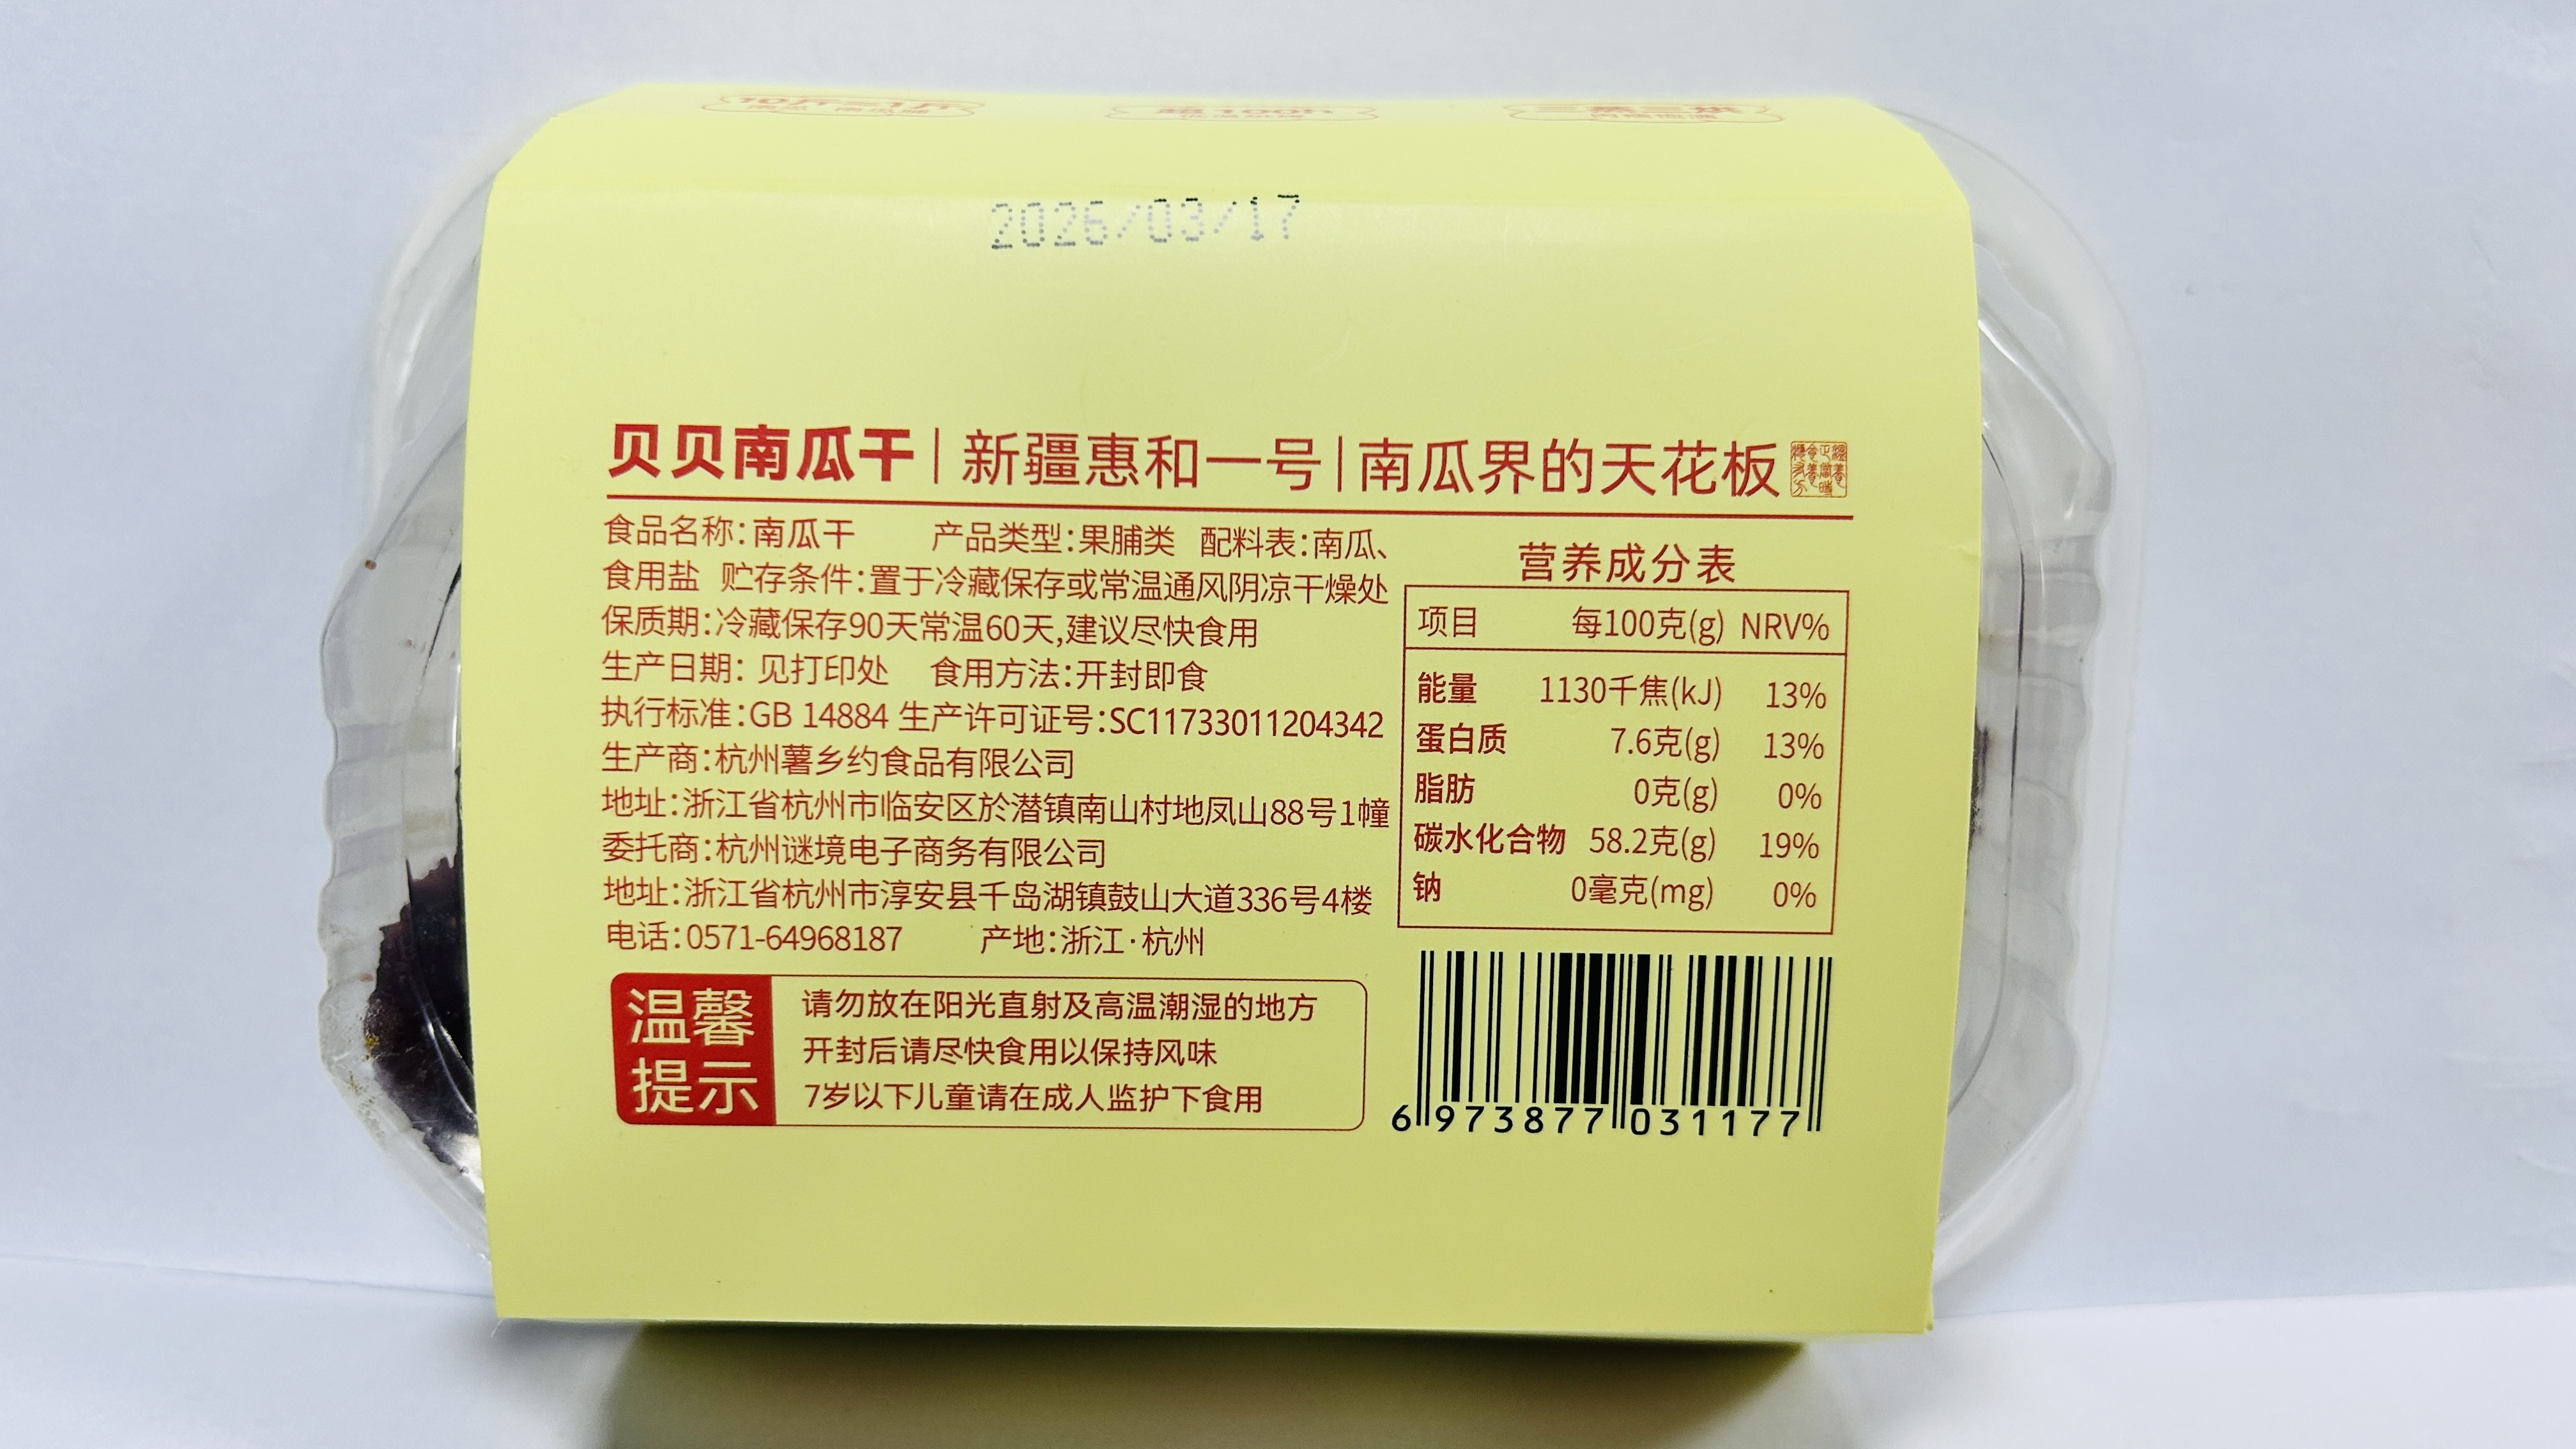 10斤=1斤
超100h
三蒸三烘
2026/03/17
贝贝南瓜干|新疆惠和一号|南瓜界的天花板
食品名称:南瓜干 产品类型:果脯类 配料表:南瓜、
食用盐 贮存条件:置于冷藏保存或常温通风阴凉干燥处
保质期:冷藏保存90天常温60天,建议尽快食用
生产日期: 见打印处 食用方法:开封即食
执行标准:GB 14884 生产许可证号:SC11733011204342
生产商:杭州薯乡约食品有限公司
地址:浙江省杭州市临安区於潜镇南山村地凤山88号1幢
委托商:杭州谜境电子商务有限公司
地址:浙江省杭州市淳安县千岛湖镇鼓山大道336号4楼
电话:0571-64968187 产地:浙江·杭州
营养成分表
项目 每100克(g) NRV%
能量 1130千焦(kJ) 13%
蛋白质 7.6克(g) 13%
脂肪 0克(g) 0%
碳水化合物 58.2克(g) 19%
钠 0毫克(mg) 0%
温馨
提示
请勿放在阳光直射及高温潮湿的地方
开封后请尽快食用以保持风味
7岁以下儿童请在成人监护下食用
6 973877 031177